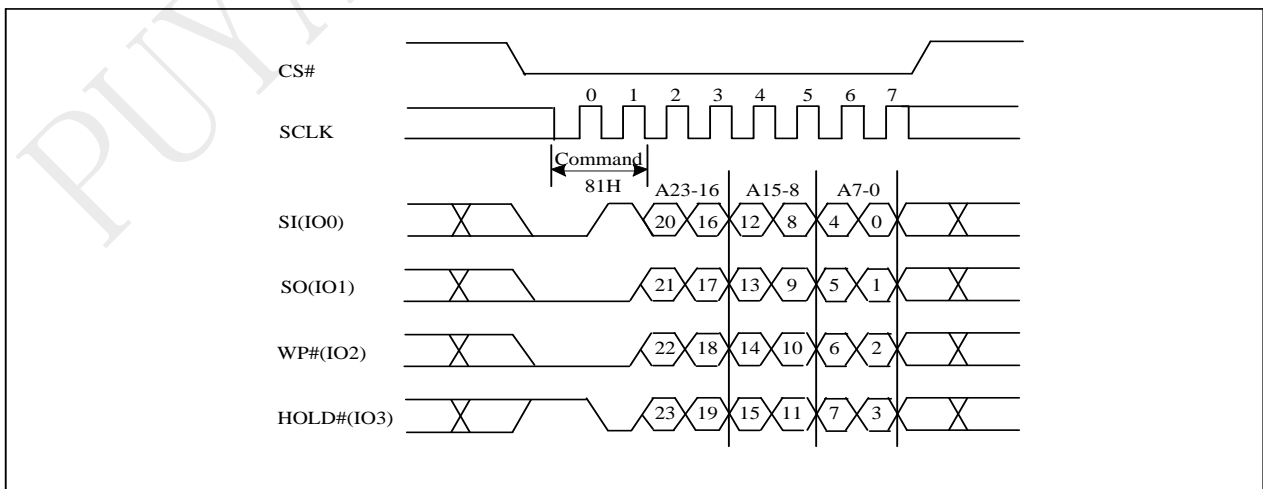 PUYA
CS#
0 1 2 3 4 5 6 7
SCLK
Command
81H
A23-16 A15-8 A7-0
SI(IO0) 20 16 12 8 4 0
SO(IO1) 21 17 13 9 5 1
WP#(IO2) 22 18 14 10 6 2
HOLD#(IO3) 23 19 15 11 7 3